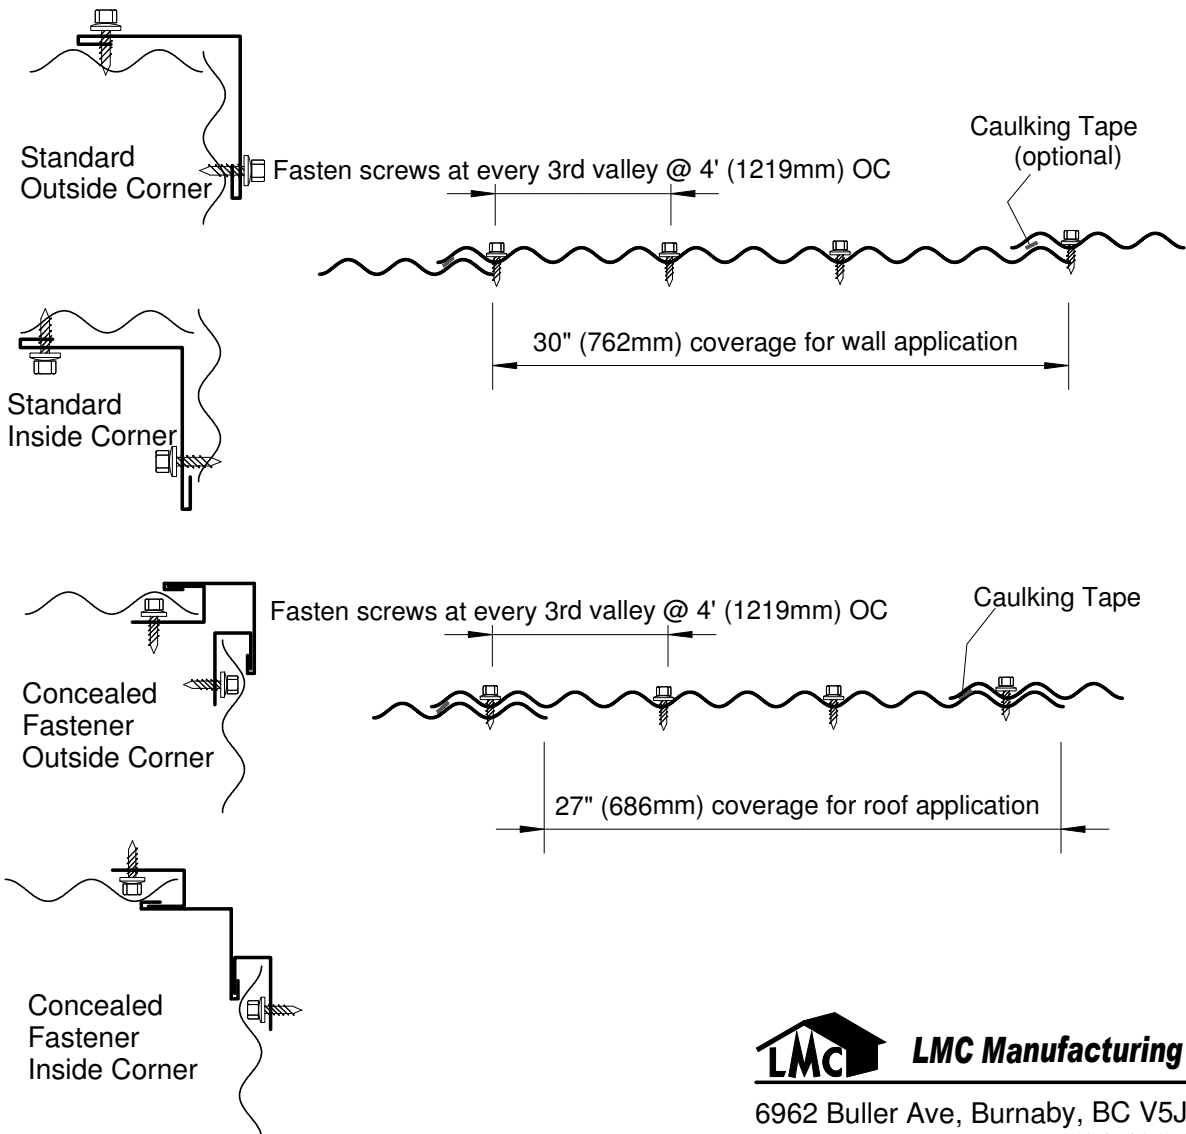 Standard
Outside Corner
Fasten screws at every 3rd valley @ 4' (1219mm) OC
Caulking Tape
(optional)
30" (762mm) coverage for wall application
Standard
Inside Corner
Fasten screws at every 3rd valley @ 4' (1219mm) OC
Caulking Tape
Concealed
Fastener
Outside Corner
27" (686mm) coverage for roof application
Concealed
Fastener
Inside Corner
LMC
LMC Manufacturing
6962 Buller Ave, Burnaby, BC V5J